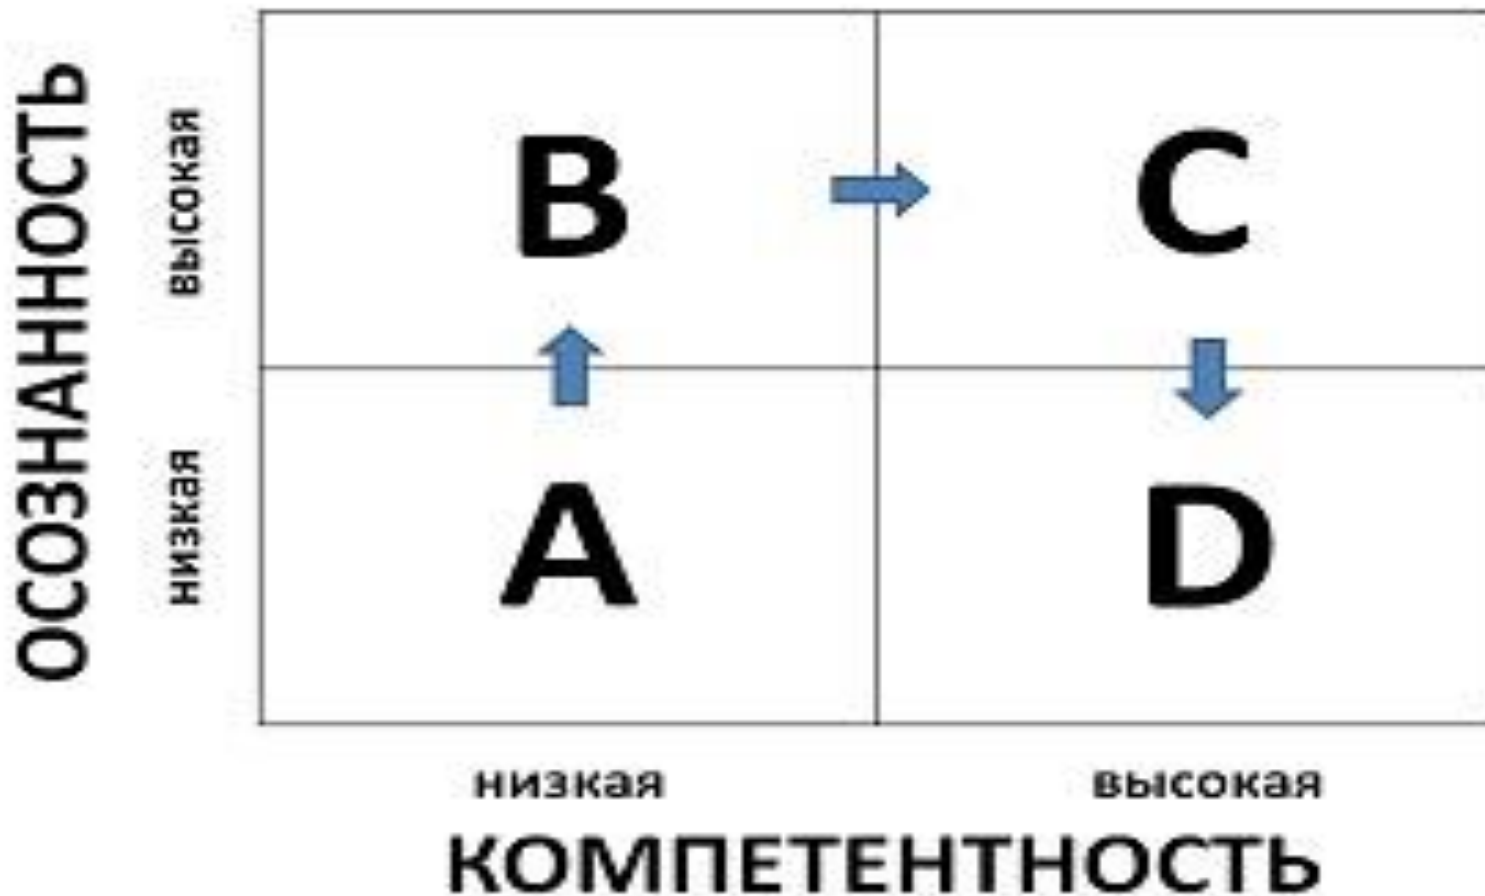 ОСОЗНАННОСТЬ
высокая
низкая
B
C
A
D
низкая
высокая
КОМПЕТЕНТНОСТЬ